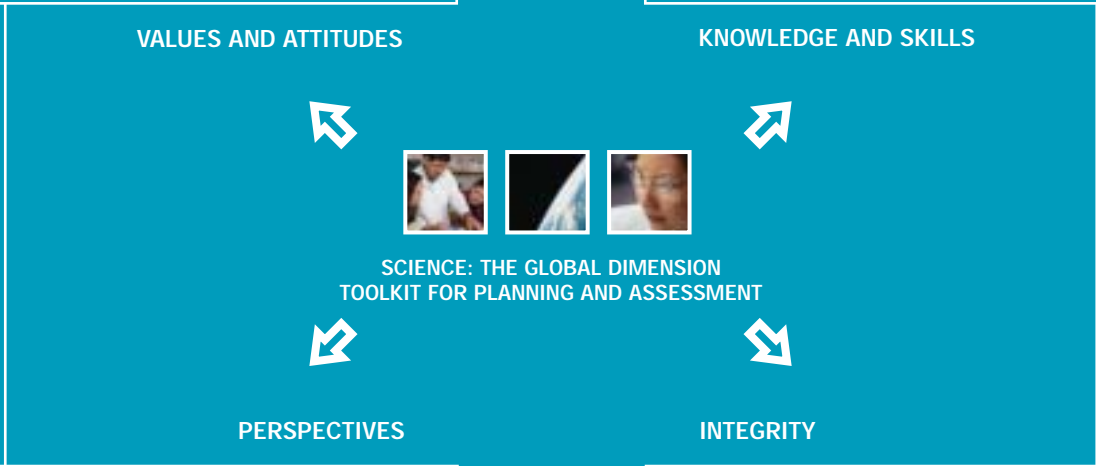 VALUES AND ATTITUDES
KNOWLEDGE AND SKILLS
SCIENCE: THE GLOBAL DIMENSION
TOOLKIT FOR PLANNING AND ASSESSMENT
PERSPECTIVES
INTEGRITY